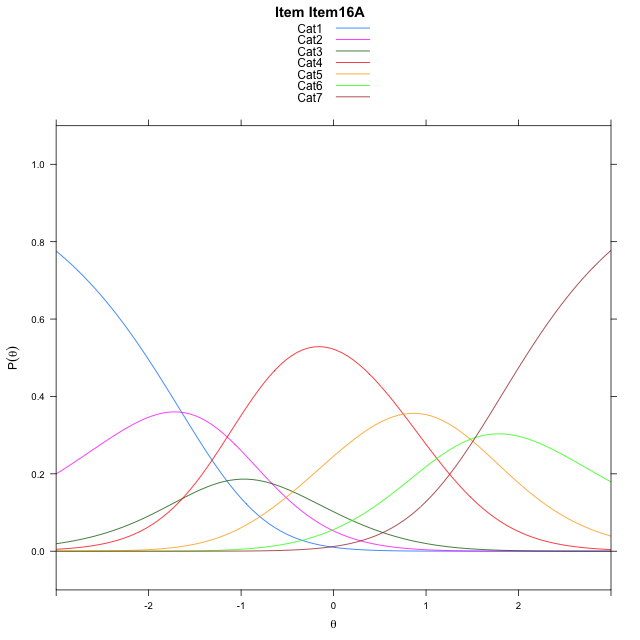 Item Item16A
Cat1
Cat2
Cat3
Cat4
Cat5
Cat6
Cat7
1.0
0.8
0.6
0.4
0.2
0.0
P(θ)
-2 -1 0 1 2
θ